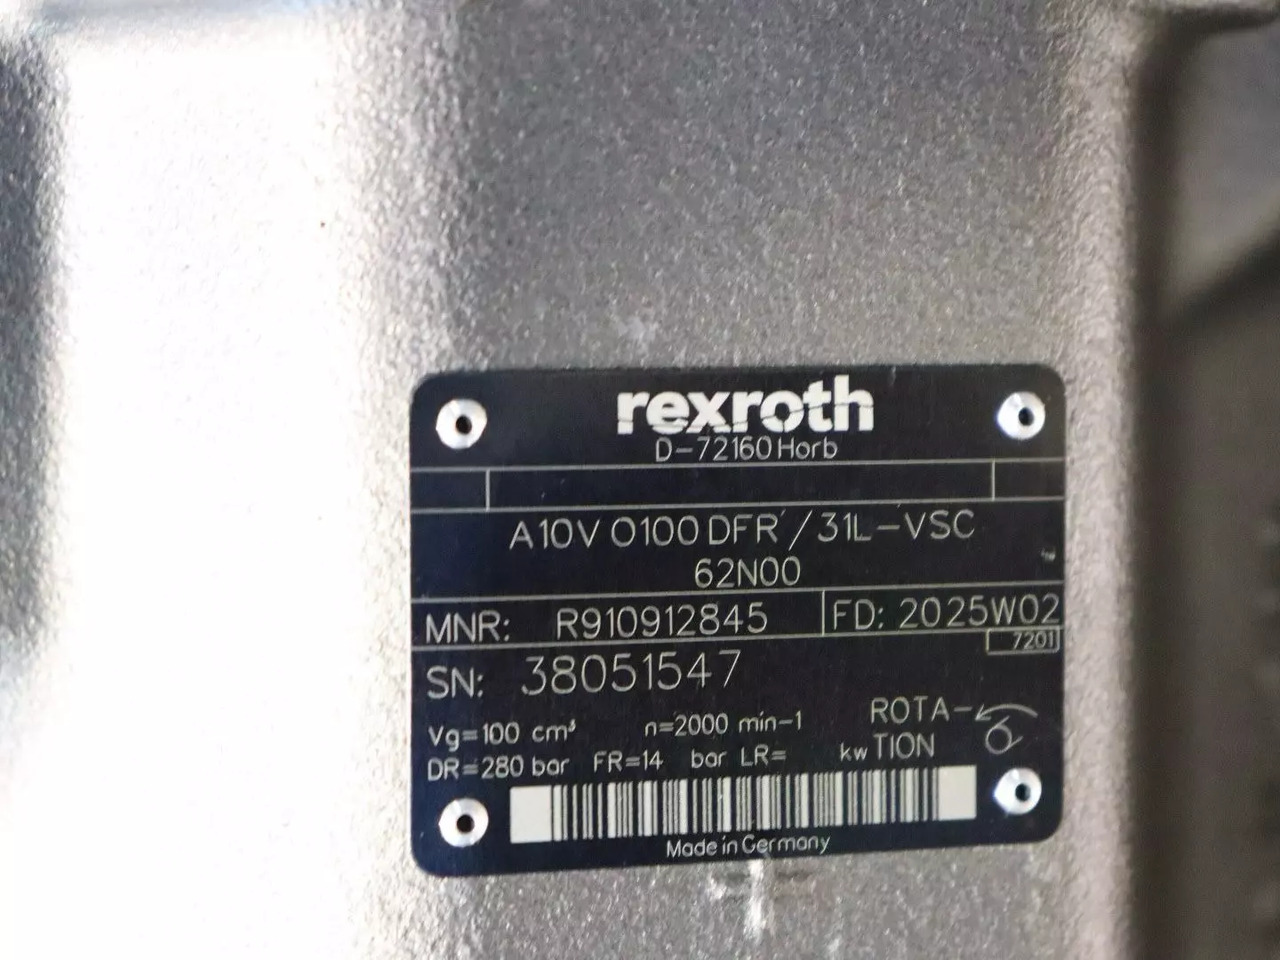 rexroth
D-72160 Horb
A10V O100 DFR /31L-VSC
62N00
MNR: R910912845 FD: 2025W02
7201
SN: 38051547
Vg=100 cm³ n=2000 min-1 ROTA-
DR=280 bar FR=14 bar LR= kw TION
Made in Germany